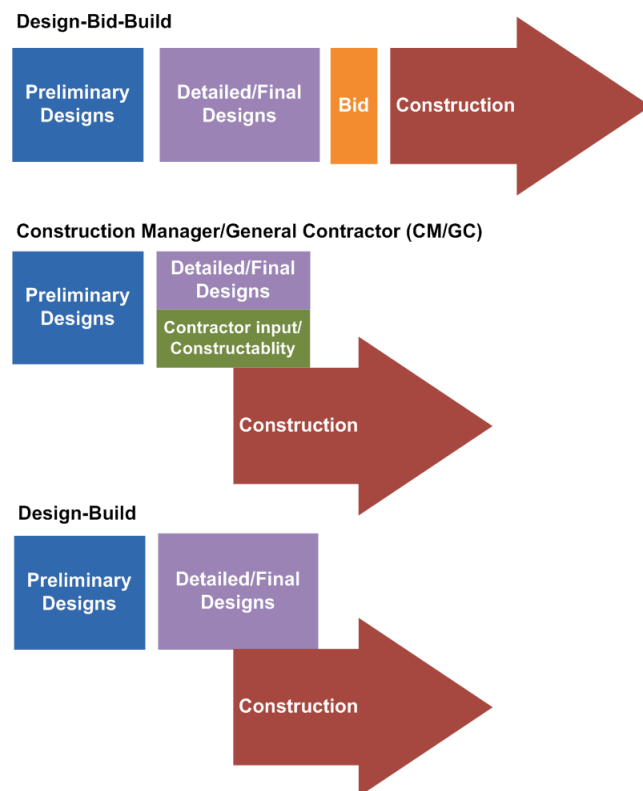 Design-Bid-Build
Preliminary
Designs
Detailed/Final
Designs
Bid
Construction
Construction Manager/General Contractor (CM/GC)
Preliminary
Designs
Detailed/Final
Designs
Contractor input/
Constructablity
Construction
Design-Build
Preliminary
Designs
Detailed/Final
Designs
Construction